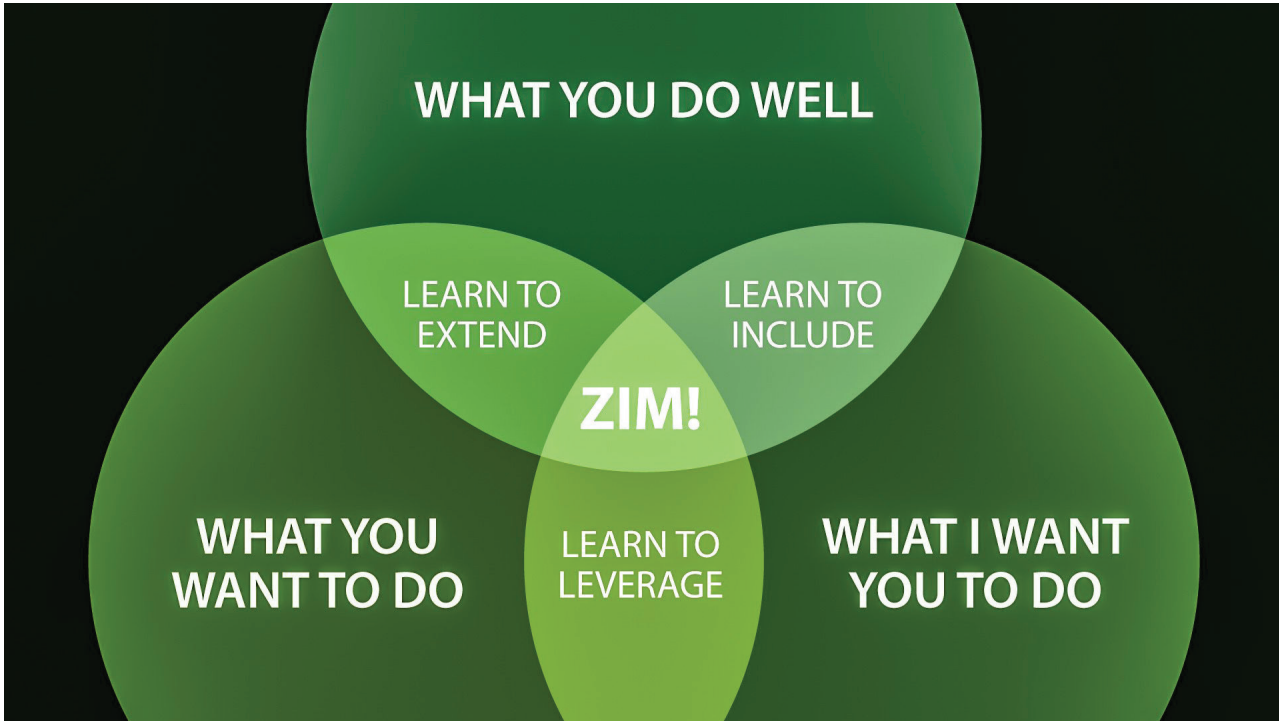 WHAT YOU DO WELL
LEARN TO
EXTEND
LEARN TO
INCLUDE
ZIM!
WHAT YOU
WANT TO DO
LEARN TO
LEVERAGE
WHAT I WANT
YOU TO DO